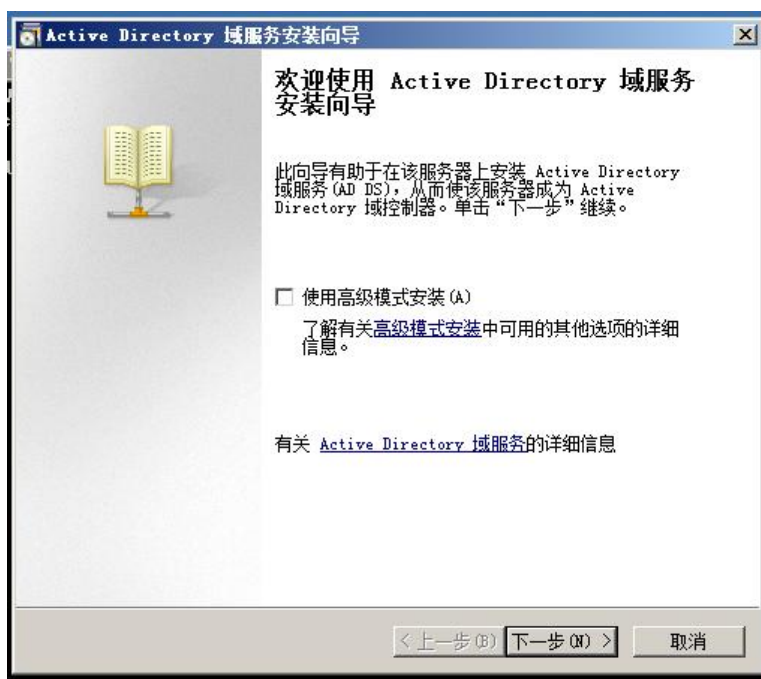 Active Directory 域服务安装向导
欢迎使用 Active Directory 域服务
安装向导
此向导有助于在该服务器上安装 Active Directory
域服务(AD DS)，从而使该服务器成为 Active
Directory 域控制器。单击“下一步”继续。
使用高级模式安装(A)
了解有关高级模式安装中可用的其他选项的详细
信息。
有关 Active Directory 域服务的详细信息
< 上一步(B) 下一步(N) > 取消